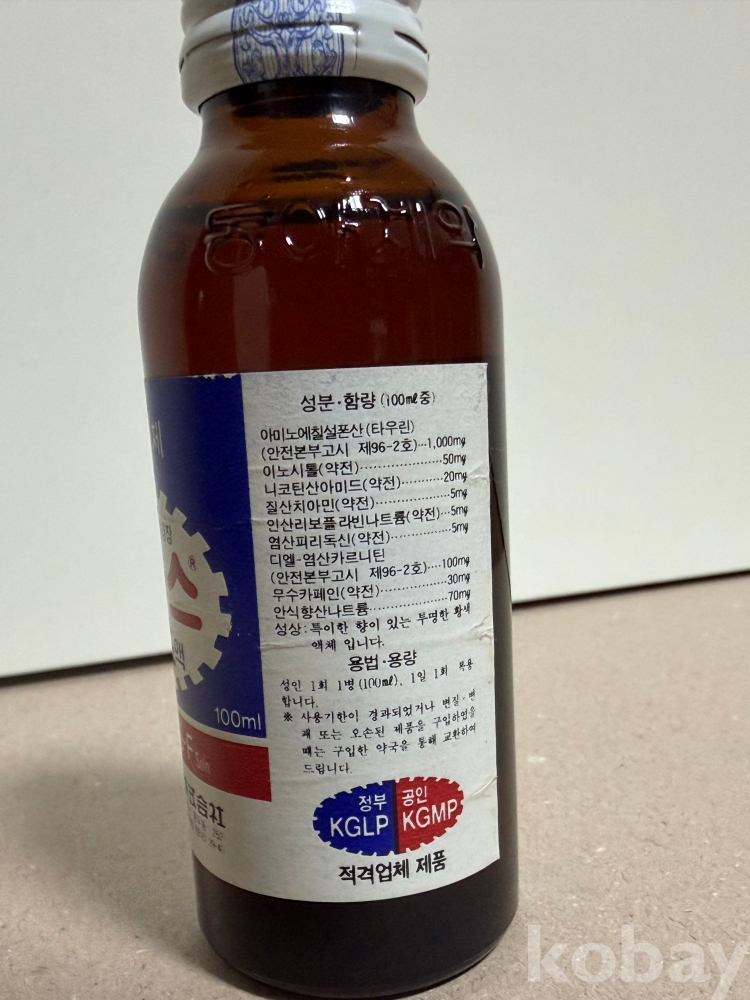 동아제약
성분·함량 (100㎖중)
아미노에칠설폰산(타우린)
(안전본부고시 제96-2호)···1,000mg
이노시톨(약전)····················50mg
니코틴산아미드(약전)··········20mg
질산치아민(약전)·················5mg
인산리보플라빈나트륨(약전)···5mg
염산피리독신(약전)··············5mg
디엘-염산카르니틴
(안전본부고시 제96-2호)····100mg
무수카페인(약전)················30mg
안식향산나트륨···················70mg
성상: 특이한 향이 있는 투명한 황색
액체 입니다.
용법·용량
성인 1회 1병(100㎖), 1일 1회 복용
합니다.
※ 사용기한이 경과되었거나 변질·변
패 또는 오손된 제품을 구입하였을
때는 구입한 약국을 통해 교환하여
드립니다.
정부 공인
KGLP KGMP
적격업체 제품
제
스®
액
100ml
-F
식회사
kobay